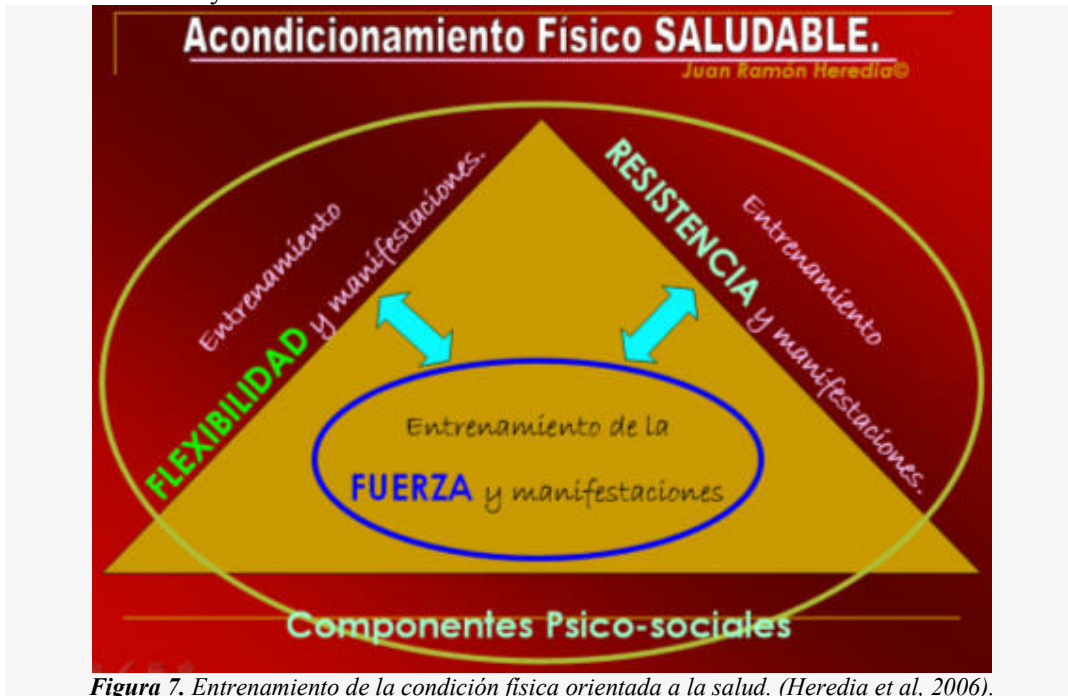 Acondicionamiento Físico SALUDABLE.
Juan Ramón Heredia©
Entrenamiento
FLEXIBILIDAD y manifestaciones.
Entrenamiento
RESISTENCIA y manifestaciones.
Entrenamiento de la
FUERZA y manifestaciones
Componentes Psico-sociales
Figura 7. Entrenamiento de la condición física orientada a la salud. (Heredia et al, 2006).